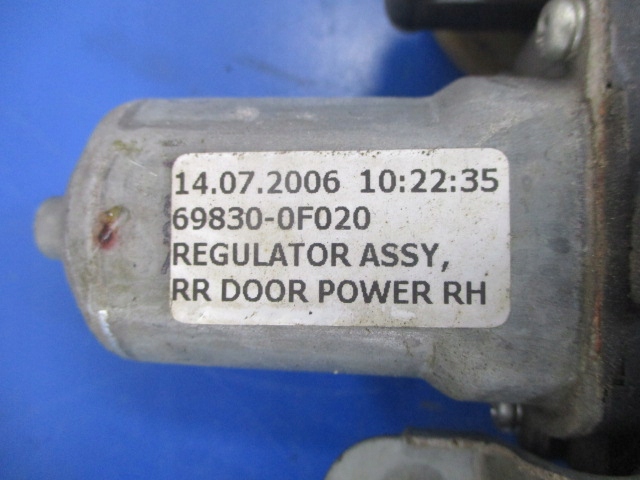 14.07.2006 10:22:35
69830-0F020
REGULATOR ASSY,
RR DOOR POWER RH